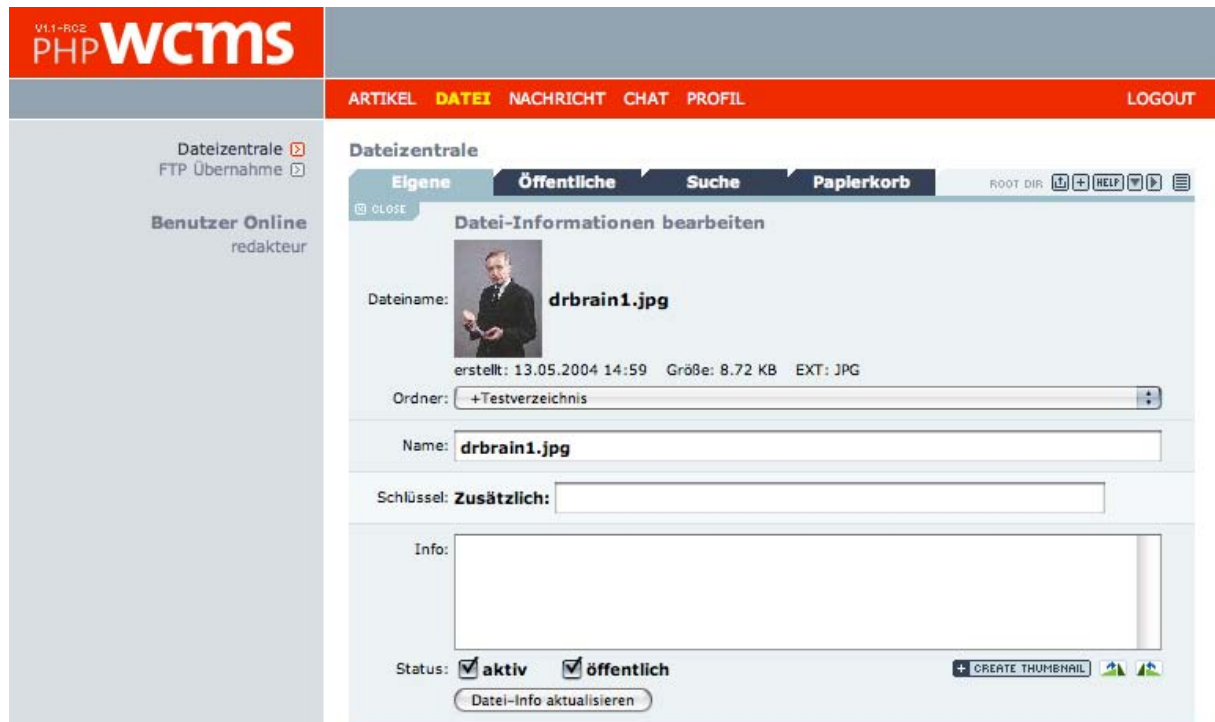 V1.1-RC2
PHPWCMS
ARTIKEL DATEI NACHRICHT CHAT PROFIL LOGOUT
Dateizentrale
FTP Übernahme
Benutzer Online
redakteur
Dateizentrale
Eigene Öffentliche Suche Papierkorb ROOT DIR HELP
CLOSE
Datei-Informationen bearbeiten
Dateiname: drbrain1.jpg
erstellt: 13.05.2004 14:59 Größe: 8.72 KB EXT: JPG
Ordner: +Testverzeichnis
Name: drbrain1.jpg
Schlüssel: Zusätzlich:
Info:
Status: aktiv öffentlich + CREATE THUMBNAIL
Datei-Info aktualisieren